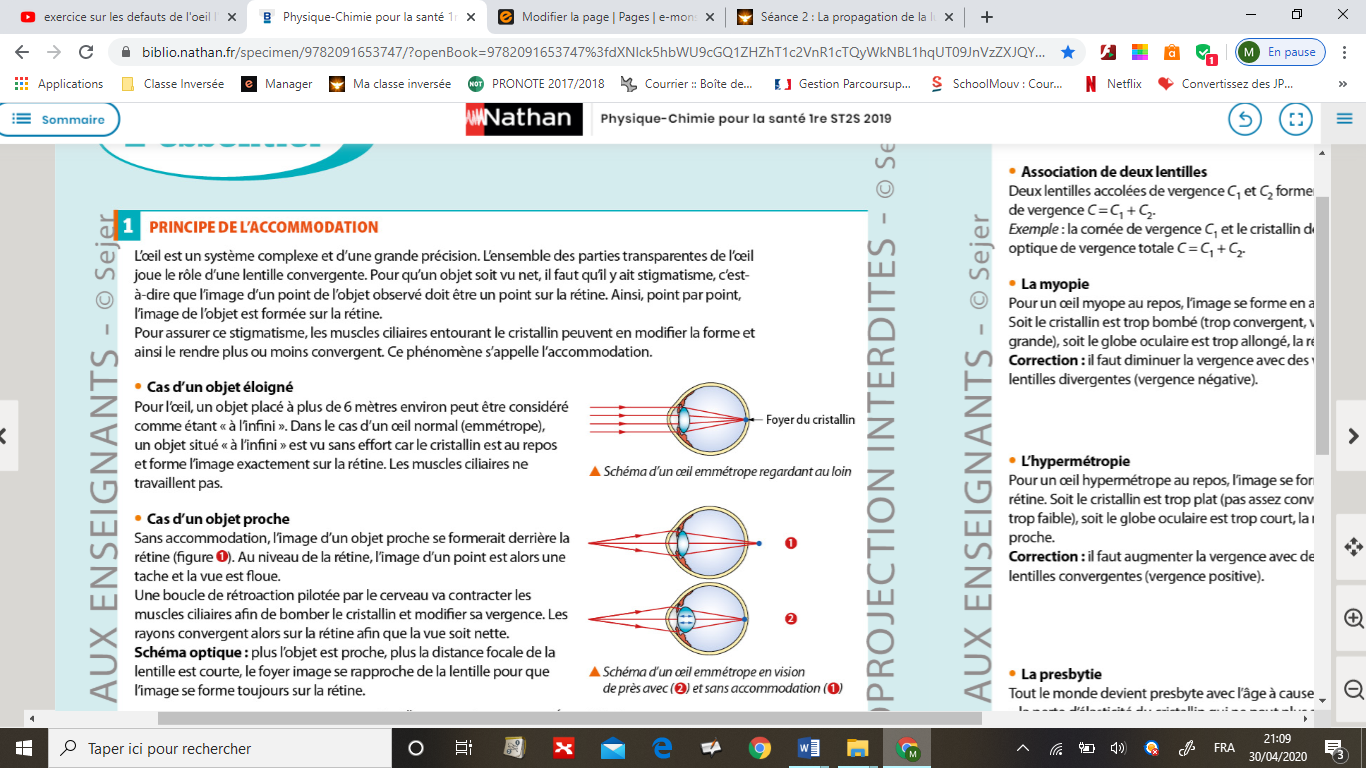 exercice sur les defauts de l'oeil
Physique-Chimie pour la santé 1r
Modifier la page | Pages | e-mons
Séance 2 : La propagation de la l
biblio.nathan.fr/specimen/9782091653747/?openBook=9782091653747%3fdXNlck5hbWU9cGQ1ZHZhT1c2VnR1cTQyWkNBL1hqUT09JnVzZXJQY...
M En pause
Applications
Classe Inversée
Manager
Ma classe inversée
PRONOTE 2017/2018
Courrier :: Boîte de...
Gestion Parcoursup...
SchoolMouv : Cour...
Netflix
Convertissez des JP...
»
Sommaire
Nathan
Physique-Chimie pour la santé 1re ST2S 2019
AUX ENSEIGNANTS - © Sejer
1 PRINCIPE DE L'ACCOMMODATION
L'œil est un système complexe et d'une grande précision. L'ensemble des parties transparentes de l'œil
joue le rôle d'une lentille convergente. Pour qu'un objet soit vu net, il faut qu'il y ait stigmatisme, c'est-
à-dire que l'image d'un point de l'objet observé doit être un point sur la rétine. Ainsi, point par point,
l'image de l'objet est formée sur la rétine.
Pour assurer ce stigmatisme, les muscles ciliaires entourant le cristallin peuvent en modifier la forme et
ainsi le rendre plus ou moins convergent. Ce phénomène s'appelle l'accommodation.
• Cas d'un objet éloigné
Pour l'œil, un objet placé à plus de 6 mètres environ peut être considéré
comme étant « à l'infini ». Dans le cas d'un œil normal (emmétrope),
un objet situé « à l'infini » est vu sans effort car le cristallin est au repos
et forme l'image exactement sur la rétine. Les muscles ciliaires ne
travaillent pas.
Foyer du cristallin
▲ Schéma d'un œil emmétrope regardant au loin
• Cas d'un objet proche
Sans accommodation, l'image d'un objet proche se formerait derrière la
rétine (figure ❶). Au niveau de la rétine, l'image d'un point est alors une
tache et la vue est floue.
Une boucle de rétroaction pilotée par le cerveau va contracter les
muscles ciliaires afin de bomber le cristallin et modifier sa vergence. Les
rayons convergent alors sur la rétine afin que la vue soit nette.
Schéma optique : plus l'objet est proche, plus la distance focale de la
lentille est courte, le foyer image se rapproche de la lentille pour que
l'image se forme toujours sur la rétine.
❶
❷
▲ Schéma d'un œil emmétrope en vision
de près avec (❷) et sans accommodation (❶)
PROJECTION INTERDITES - © Se
AUX ENSEIGNANTS - © Sejer
• Association de deux lentilles
Deux lentilles accolées de vergence C₁ et C₂ forme
de vergence C = C₁ + C₂.
Exemple : la cornée de vergence C₁ et le cristallin d
optique de vergence totale C = C₁ + C₂.
• La myopie
Pour un œil myope au repos, l'image se forme en a
Soit le cristallin est trop bombé (trop convergent, v
grande), soit le globe oculaire est trop allongé, la ré
Correction : il faut diminuer la vergence avec des
lentilles divergentes (vergence négative).
• L'hypermétropie
Pour un œil hypermétrope au repos, l'image se for
rétine. Soit le cristallin est trop plat (pas assez conv
trop faible), soit le globe oculaire est trop court, la
proche.
Correction : il faut augmenter la vergence avec de
lentilles convergentes (vergence positive).
• La presbytie
Tout le monde devient presbyte avec l'âge à cause
Taper ici pour rechercher
FRA
21:09
30/04/2020
3